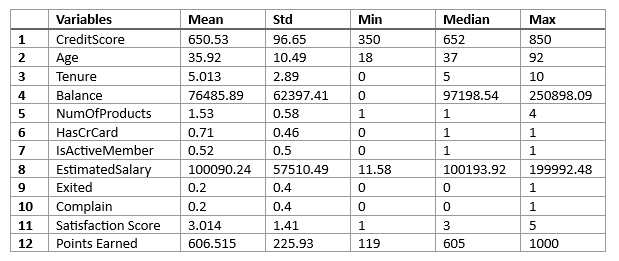 Variables Mean Std Min Median Max
1 CreditScore 650.53 96.65 350 652 850
2 Age 35.92 10.49 18 37 92
3 Tenure 5.013 2.89 0 5 10
4 Balance 76485.89 62397.41 0 97198.54 250898.09
5 NumOfProducts 1.53 0.58 1 1 4
6 HasCrCard 0.71 0.46 0 1 1
7 IsActiveMember 0.52 0.5 0 1 1
8 EstimatedSalary 100090.24 57510.49 11.58 100193.92 199992.48
9 Exited 0.2 0.4 0 0 1
10 Complain 0.2 0.4 0 0 1
11 Satisfaction Score 3.014 1.41 1 3 5
12 Points Earned 606.515 225.93 119 605 1000